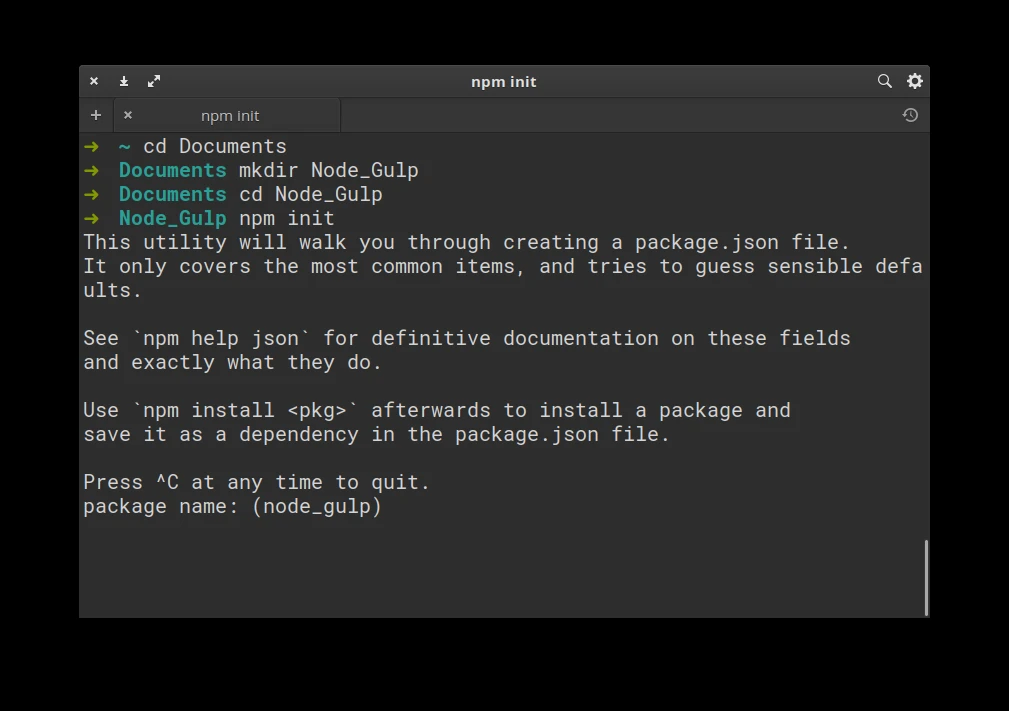 npm init
npm init
➜ ~ cd Documents
➜ Documents mkdir Node_Gulp
➜ Documents cd Node_Gulp
➜ Node_Gulp npm init
This utility will walk you through creating a package.json file.
It only covers the most common items, and tries to guess sensible defa
ults.
See `npm help json` for definitive documentation on these fields
and exactly what they do.
Use `npm install <pkg>` afterwards to install a package and
save it as a dependency in the package.json file.
Press ^C at any time to quit.
package name: (node_gulp)